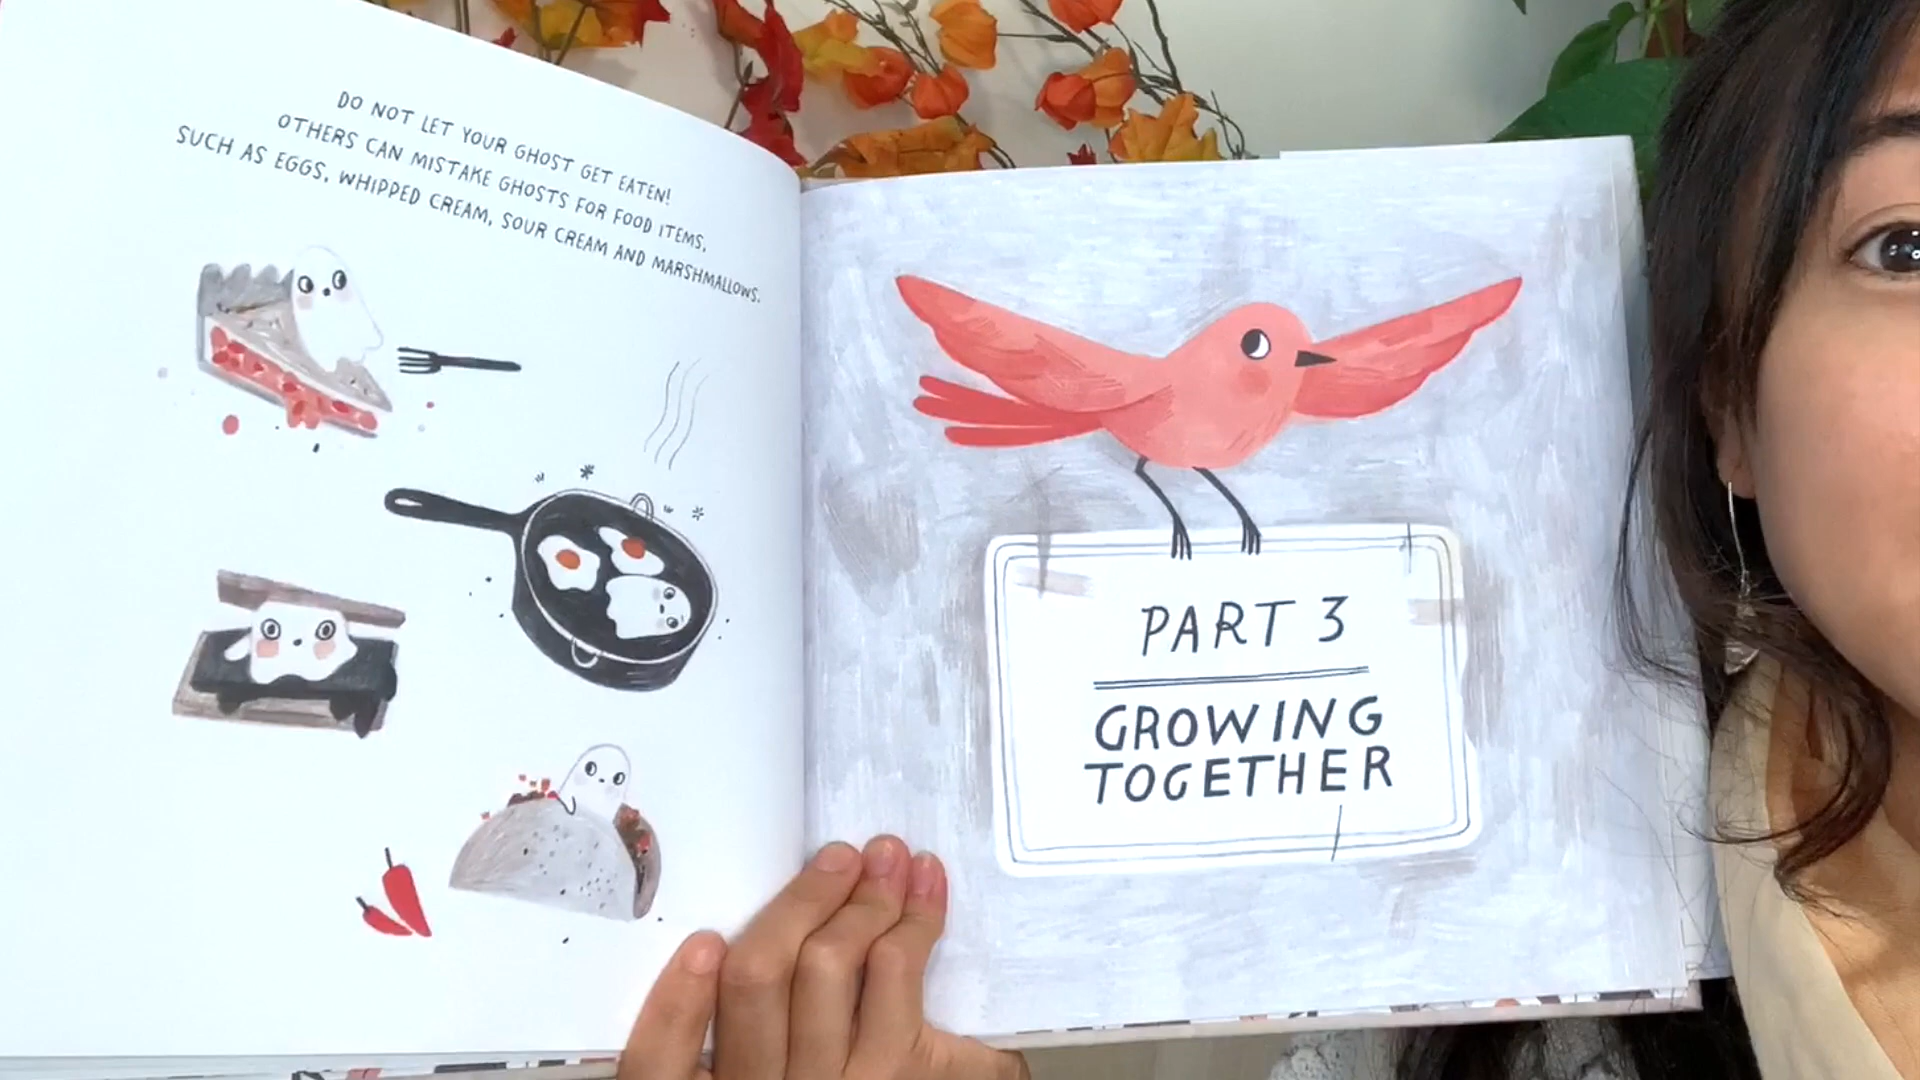 DO NOT LET YOUR GHOST GET EATEN!
OTHERS CAN MISTAKE GHOSTS FOR FOOD ITEMS,
SUCH AS EGGS, WHIPPED CREAM, SOUR CREAM AND MARSHMALLOWS.
PART 3
GROWING
TOGETHER